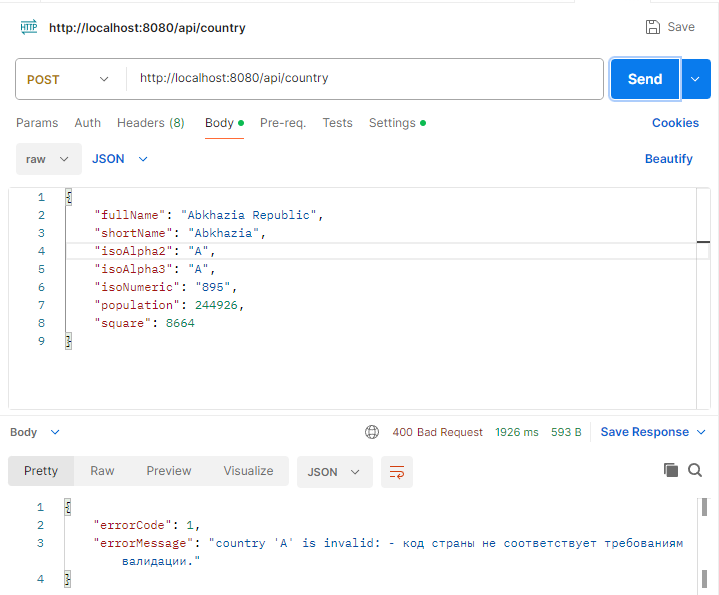 HTTP http://localhost:8080/api/country Save
POST http://localhost:8080/api/country Send
Params Auth Headers (8) Body Pre-req. Tests Settings Cookies
raw JSON Beautify
1 {
2 "fullName": "Abkhazia Republic",
3 "shortName": "Abkhazia",
4 "isoAlpha2": "A",
5 "isoAlpha3": "A",
6 "isoNumeric": "895",
7 "population": 244926,
8 "square": 8664
9 }
Body 400 Bad Request 1926 ms 593 B Save Response
Pretty Raw Preview Visualize JSON
1 {
2 "errorCode": 1,
3 "errorMessage": "country 'A' is invalid: - код страны не соответствует требованиям
валидации."
4 }